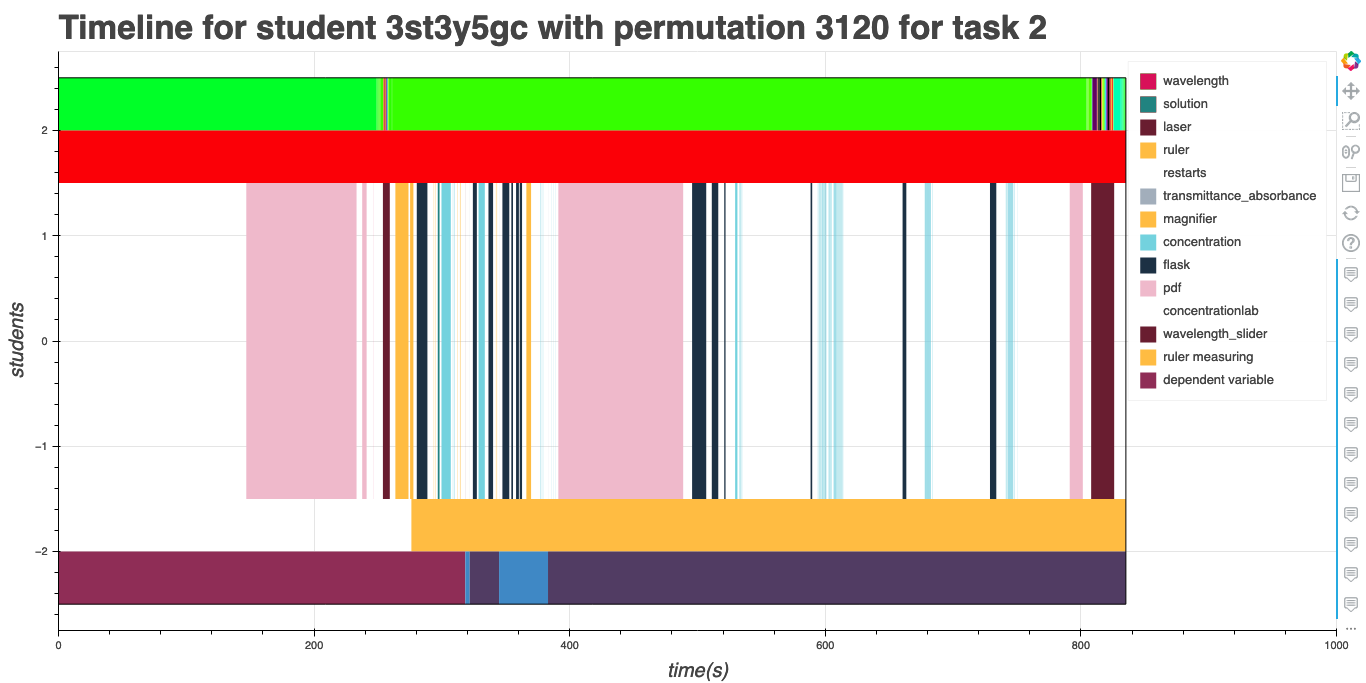 Timeline for student 3st3y5gc with permutation 3120 for task 2
wavelength
solution
laser
ruler
restarts
transmittance_absorbance
magnifier
concentration
flask
pdf
concentrationlab
wavelength_slider
ruler measuring
dependent variable
students
2
1
0
−1
−2
0
200
400
600
800
1000
time(s)